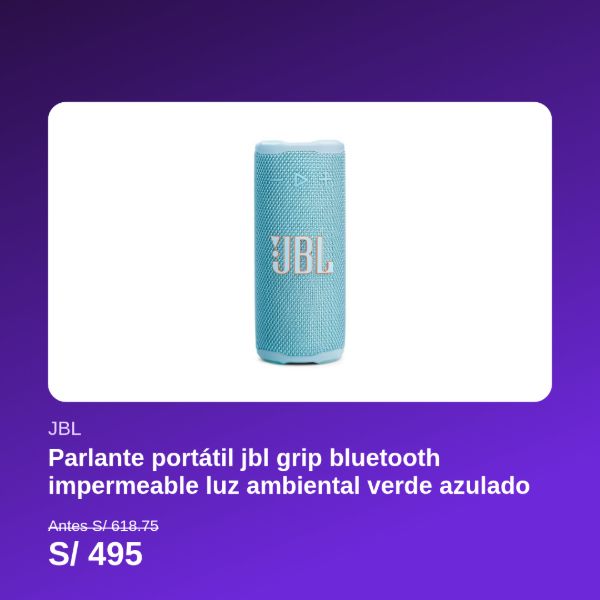 JBL
JBL
Parlante portátil jbl grip bluetooth
impermeable luz ambiental verde azulado
Antes S/ 618.75
S/ 495